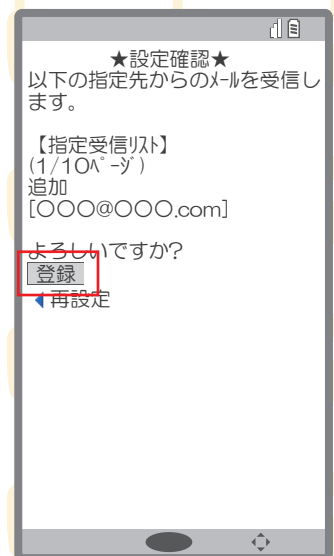 ★設定確認★
以下の指定先からのﾒｰﾙを受信し
ます。
【指定受信ﾘｽﾄ】
(1/10ﾍﾟｰｼﾞ)
追加
[○○○@○○○.com]
よろしいですか?
登録
再設定